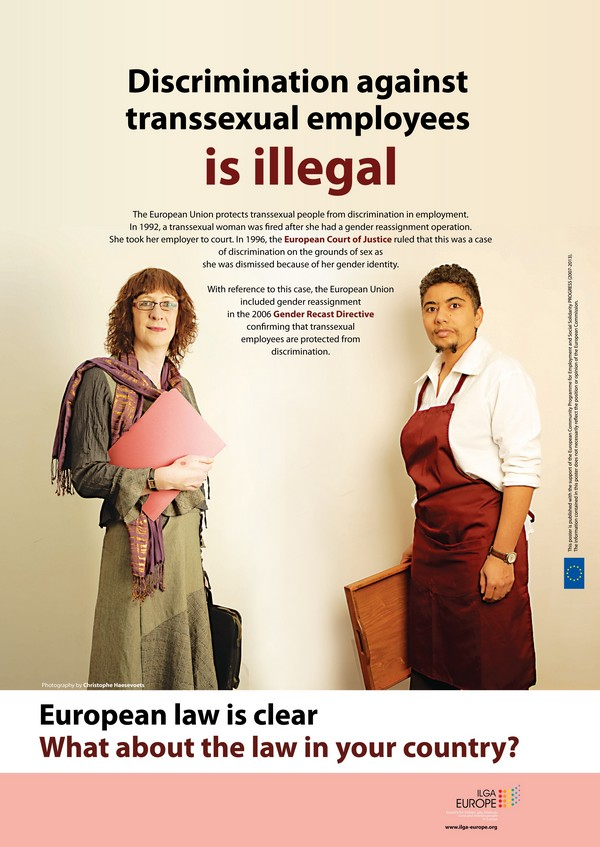 Discrimination against
transsexual employees
is illegal
The European Union protects transsexual people from discrimination in employment.
In 1992, a transsexual woman was fired after she had a gender reassignment operation.
She took her employer to court. In 1996, the European Court of Justice ruled that this was a case
of discrimination on the grounds of sex as
she was dismissed because of her gender identity.
With reference to this case, the European Union
included gender reassignment
in the 2006 Gender Recast Directive
confirming that transsexual
employees are protected from
discrimination.
This poster is published with the support of the European Community Programme for Employment and Social Solidarity PROGRESS (2007-2013).
The information contained in this poster does not necessarily reflect the position or opinion of the European Commission.
Photography by Christophe Haesevoets
European law is clear
What about the law in your country?
ILGA
EUROPE
www.ilga-europe.org